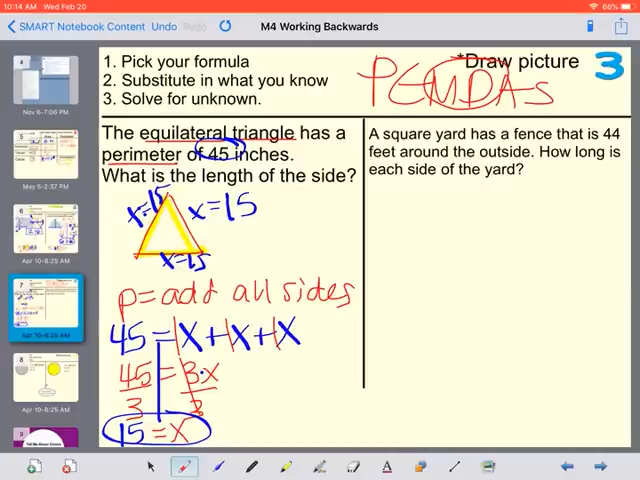 10:14 AM Wed Feb 20
66%
SMART Notebook Content Undo Redo
M4 Working Backwards
1. Pick your formula
2. Substitute in what you know
3. Solve for unknown.
*Draw picture
3
PEMDAS
The equilateral triangle has a
perimeter of 45 inches.
What is the length of the side?
x=15
x=15
x=15
p=add all sides
45=1x+1x+1x
45=3·x
3 3
15=x
A square yard has a fence that is 44
feet around the outside. How long is
each side of the yard?
4
Nov 6-7:06 PM
5
May 5-2:37 PM
6
Apr 10-8:25 AM
7
Apr 10-8:25 AM
8
Apr 10-8:25 AM
9
A